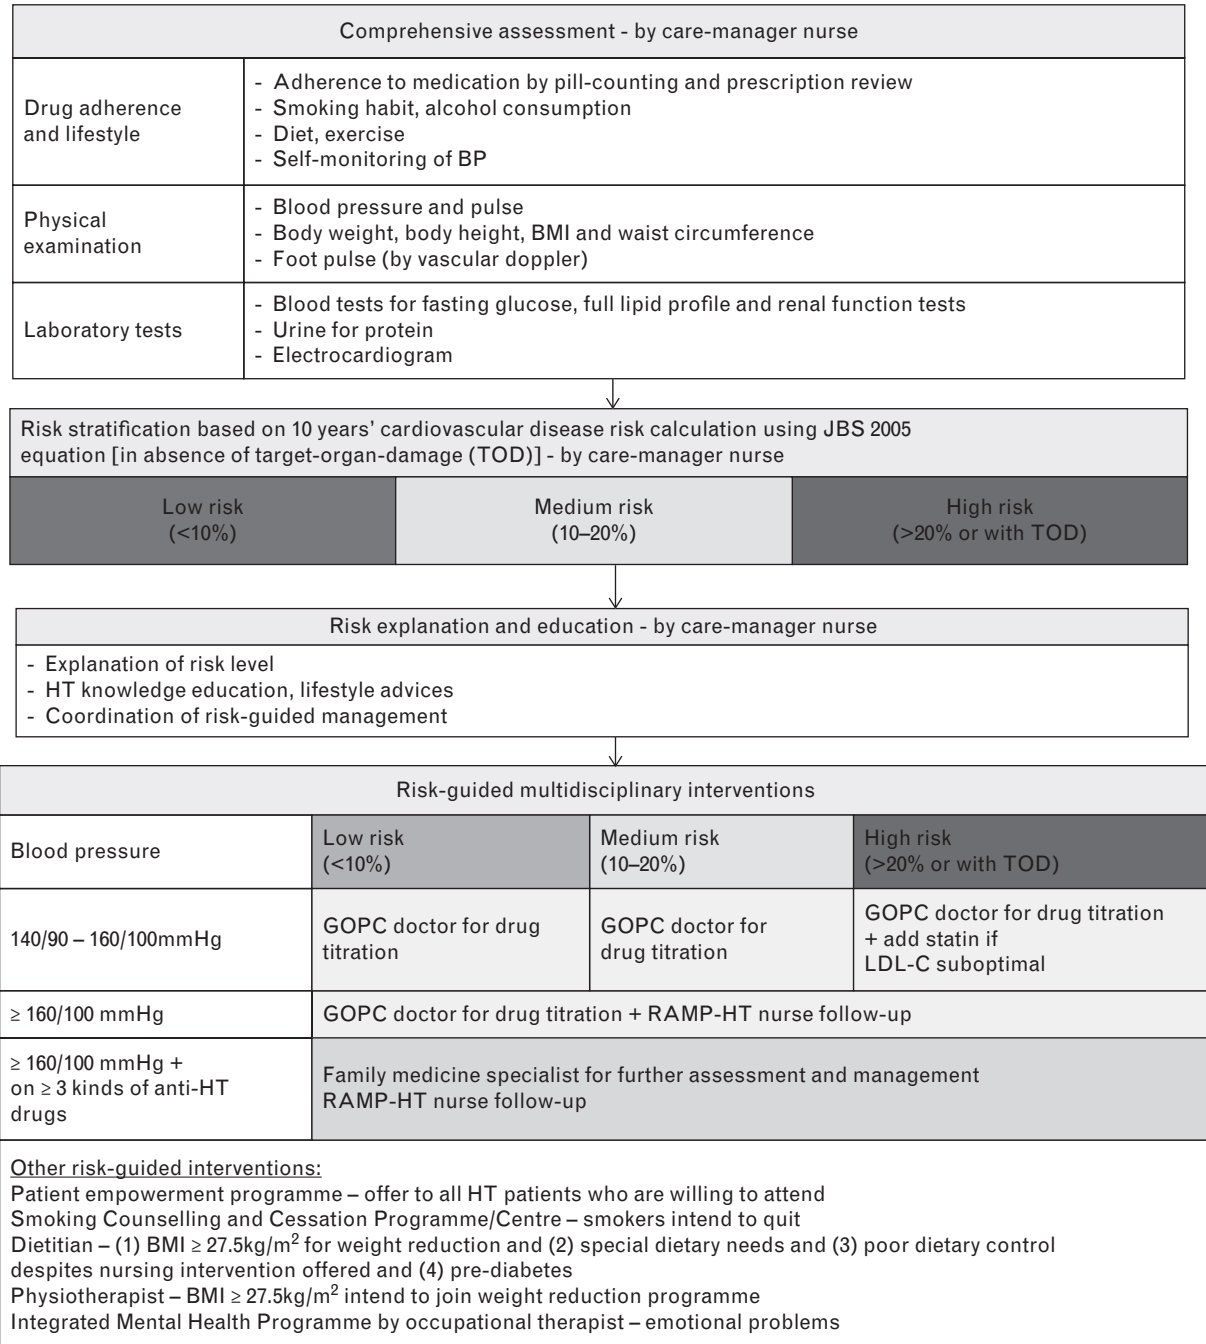 Comprehensive assessment - by care-manager nurse
Drug adherence
and lifestyle
- Adherence to medication by pill-counting and prescription review
- Smoking habit, alcohol consumption
- Diet, exercise
- Self-monitoring of BP
Physical
examination
- Blood pressure and pulse
- Body weight, body height, BMI and waist circumference
- Foot pulse (by vascular doppler)
Laboratory tests
- Blood tests for fasting glucose, full lipid profile and renal function tests
- Urine for protein
- Electrocardiogram
Risk stratification based on 10 years' cardiovascular disease risk calculation using JBS 2005
equation [in absence of target-organ-damage (TOD)] - by care-manager nurse
Low risk
(<10%)
Medium risk
(10–20%)
High risk
(>20% or with TOD)
Risk explanation and education - by care-manager nurse
- Explanation of risk level
- HT knowledge education, lifestyle advices
- Coordination of risk-guided management
Risk-guided multidisciplinary interventions
Blood pressure
Low risk
(<10%)
Medium risk
(10–20%)
High risk
(>20% or with TOD)
140/90 – 160/100mmHg
GOPC doctor for drug
titration
GOPC doctor for
drug titration
GOPC doctor for drug titration
+ add statin if
LDL-C suboptimal
≥ 160/100 mmHg
GOPC doctor for drug titration + RAMP-HT nurse follow-up
≥ 160/100 mmHg +
on ≥ 3 kinds of anti-HT
drugs
Family medicine specialist for further assessment and management
RAMP-HT nurse follow-up
Other risk-guided interventions:
Patient empowerment programme – offer to all HT patients who are willing to attend
Smoking Counselling and Cessation Programme/Centre – smokers intend to quit
Dietitian – (1) BMI ≥ 27.5kg/m² for weight reduction and (2) special dietary needs and (3) poor dietary control
despites nursing intervention offered and (4) pre-diabetes
Physiotherapist – BMI ≥ 27.5kg/m² intend to join weight reduction programme
Integrated Mental Health Programme by occupational therapist – emotional problems